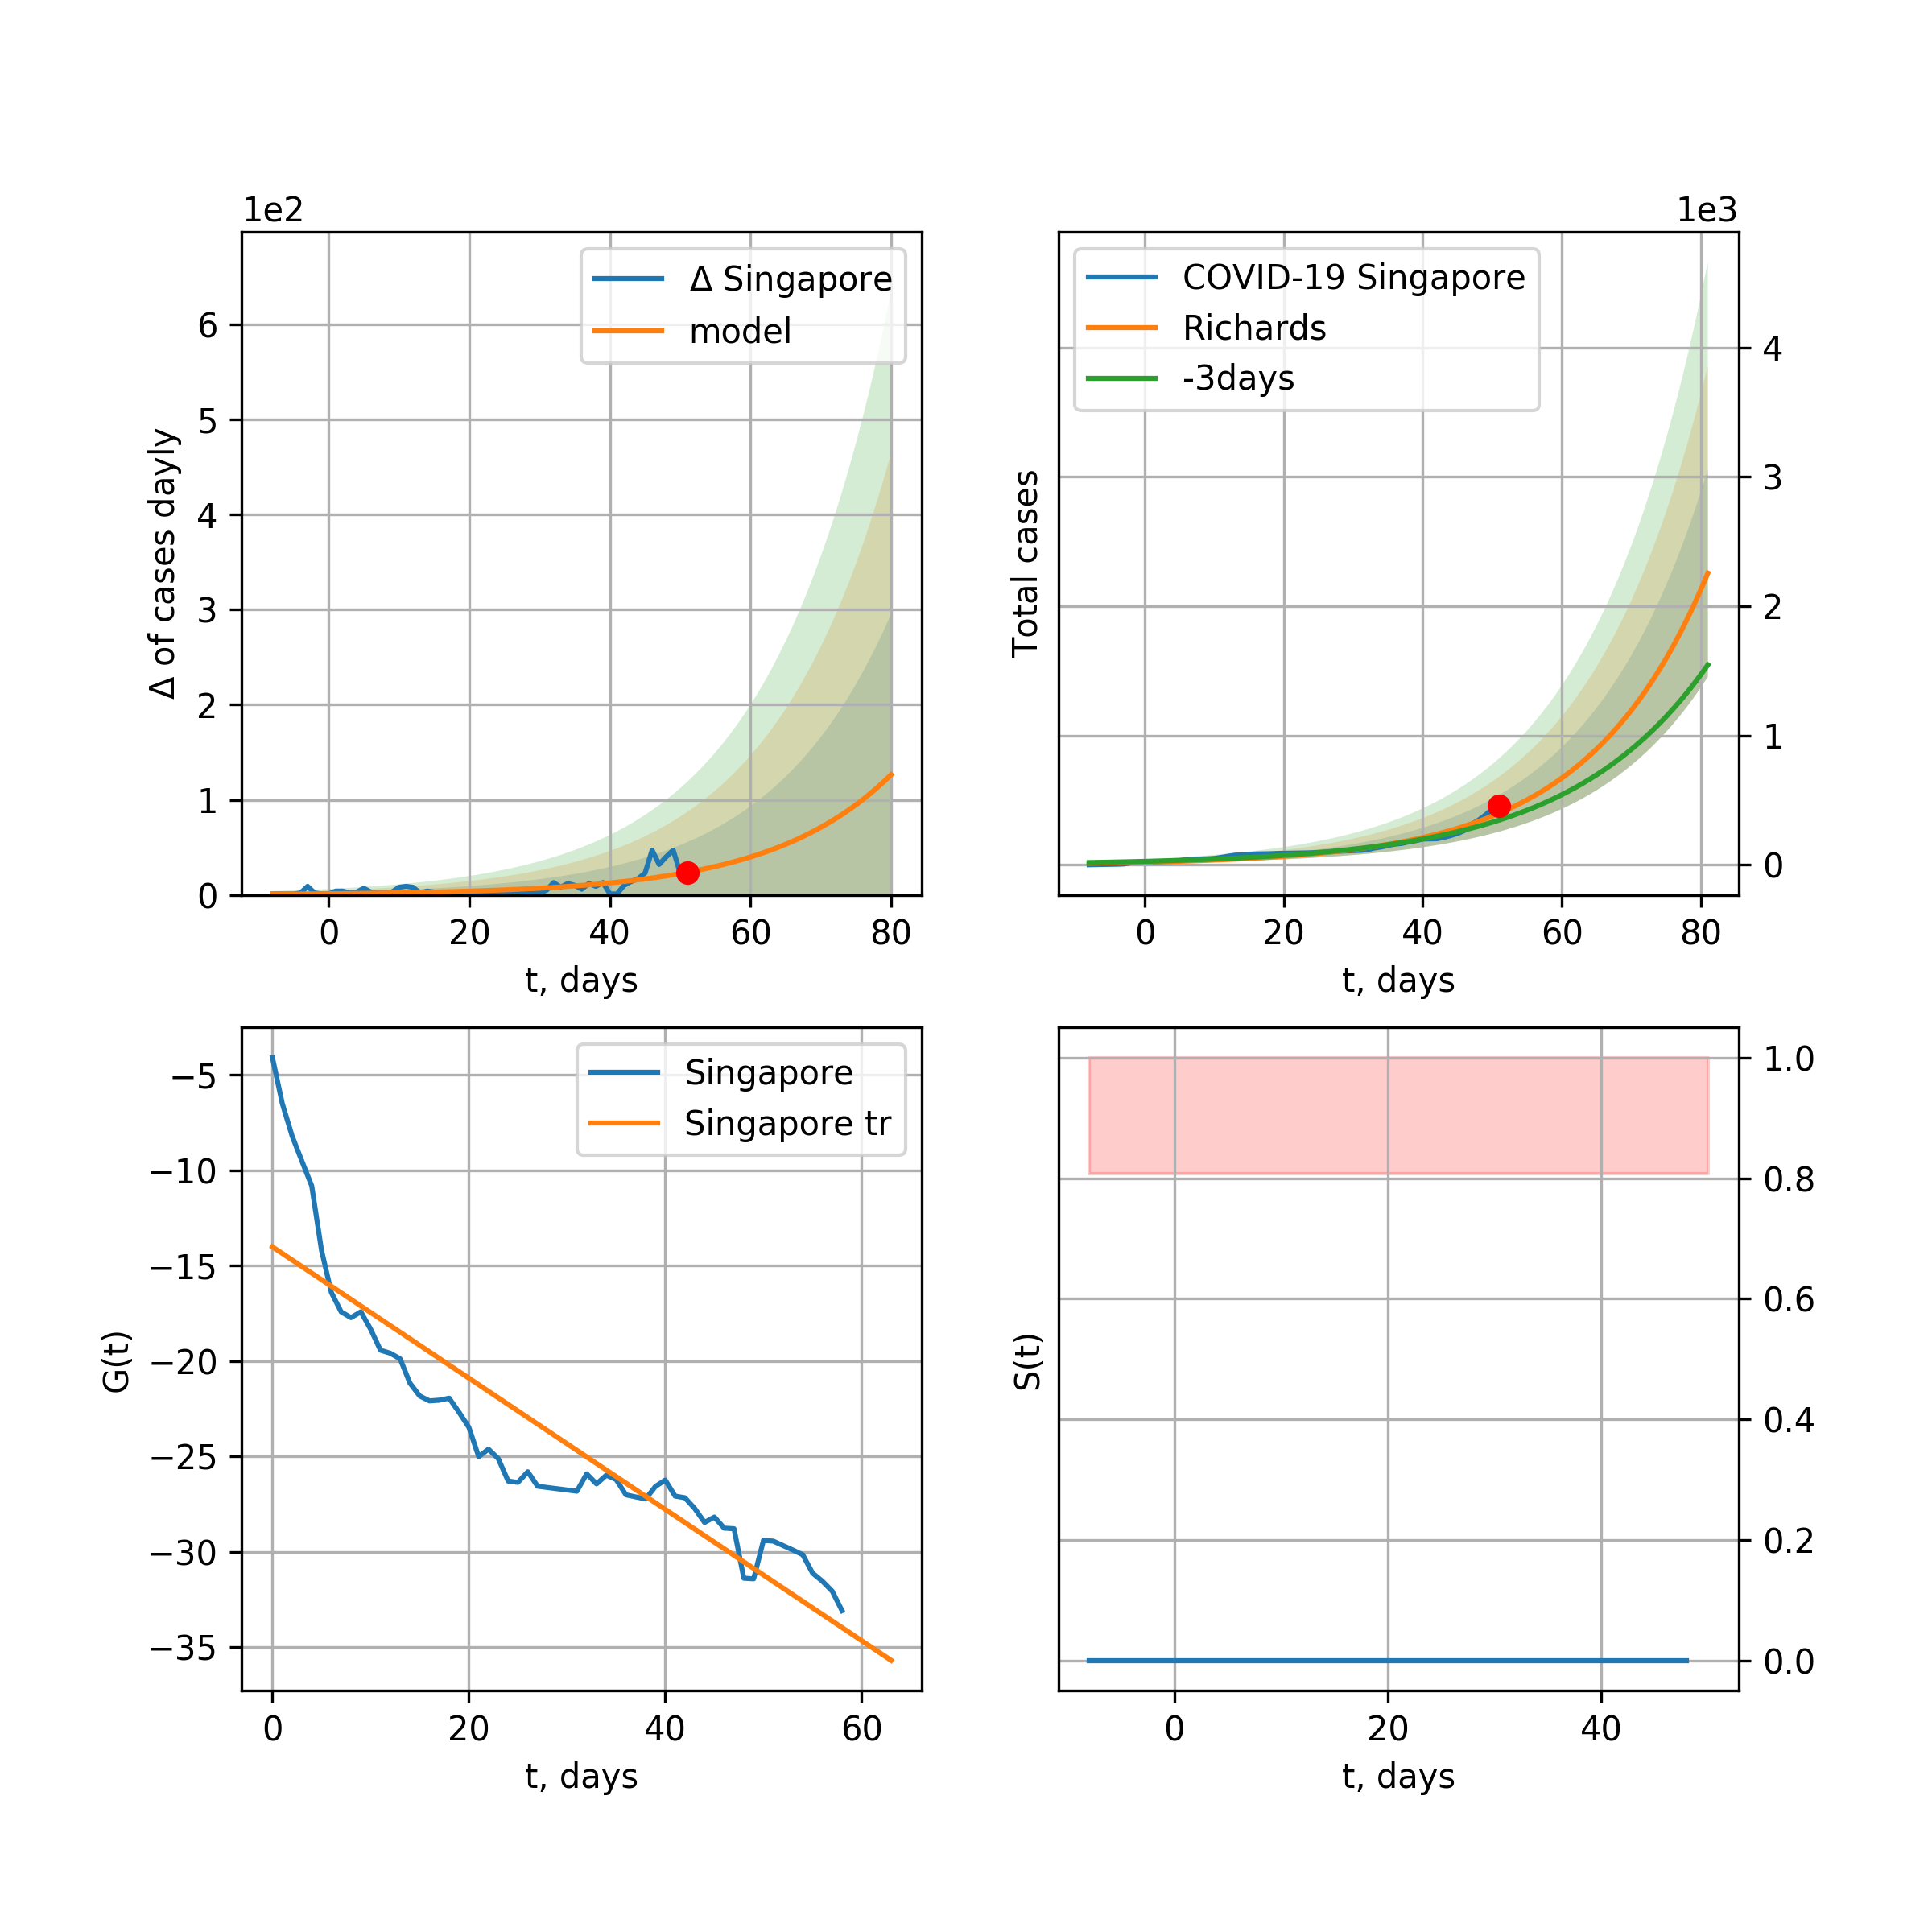 1e2
Δ of cases dayly
6
5
4
3
2
1
0
Δ Singapore
model
0 20 40 60 80
t, days
1e3
Total cases
COVID-19 Singapore
Richards
-3days
4
3
2
1
0
0 20 40 60 80
t, days
G(t)
−5
−10
−15
−20
−25
−30
−35
Singapore
Singapore tr
0 20 40 60
t, days
S(t)
1.0
0.8
0.6
0.4
0.2
0.0
0 20 40
t, days